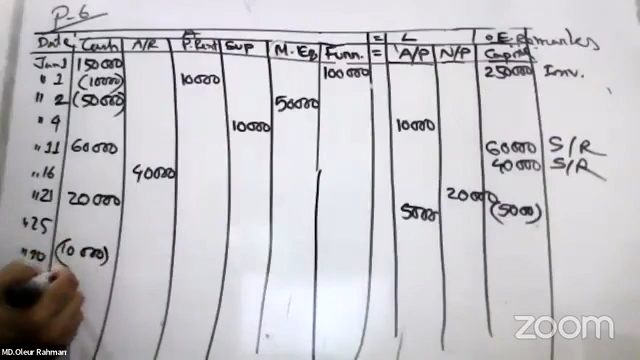 P-6
A = L
Date Cash A/R P.Rent Sup M.Eq Furn. = A/P N/P O.E. Remarks
Capital
Jan 1 150000 100000 250000 Inv.
" 1 (10000) 10000
" 2 (50000) 50000
" 4 10000 10000
" 11 60000 60000 S/R
" 16 40000 40000 S/R
" 21 20000 20000
" 25 5000 (5000)
"30 (10000)
MD.Oleur Rahman
zoom